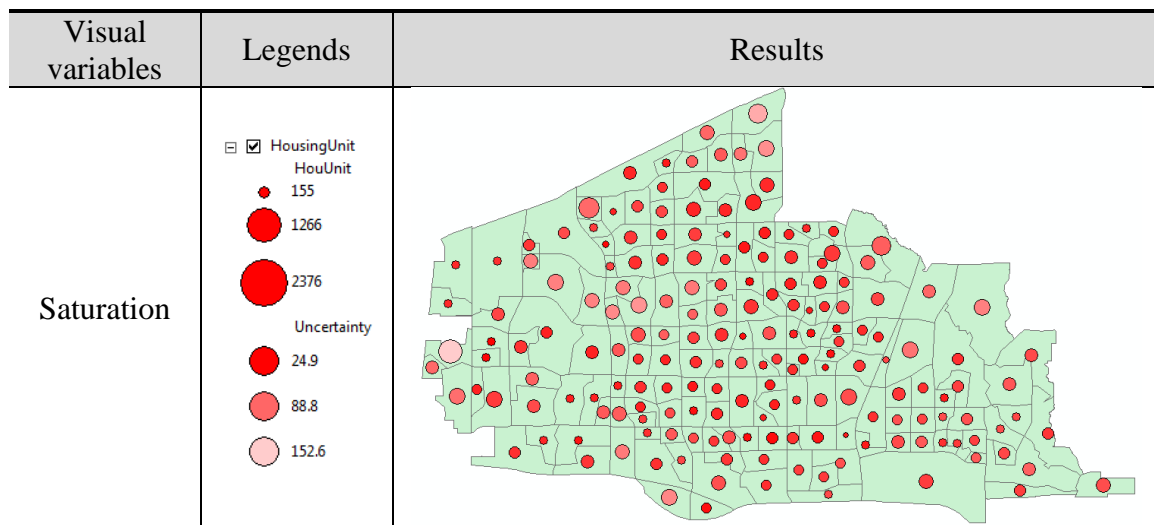 Visual variables
Legends
Results
Saturation
HousingUnit
HouUnit
155
1266
2376
Uncertainty
24.9
88.8
152.6